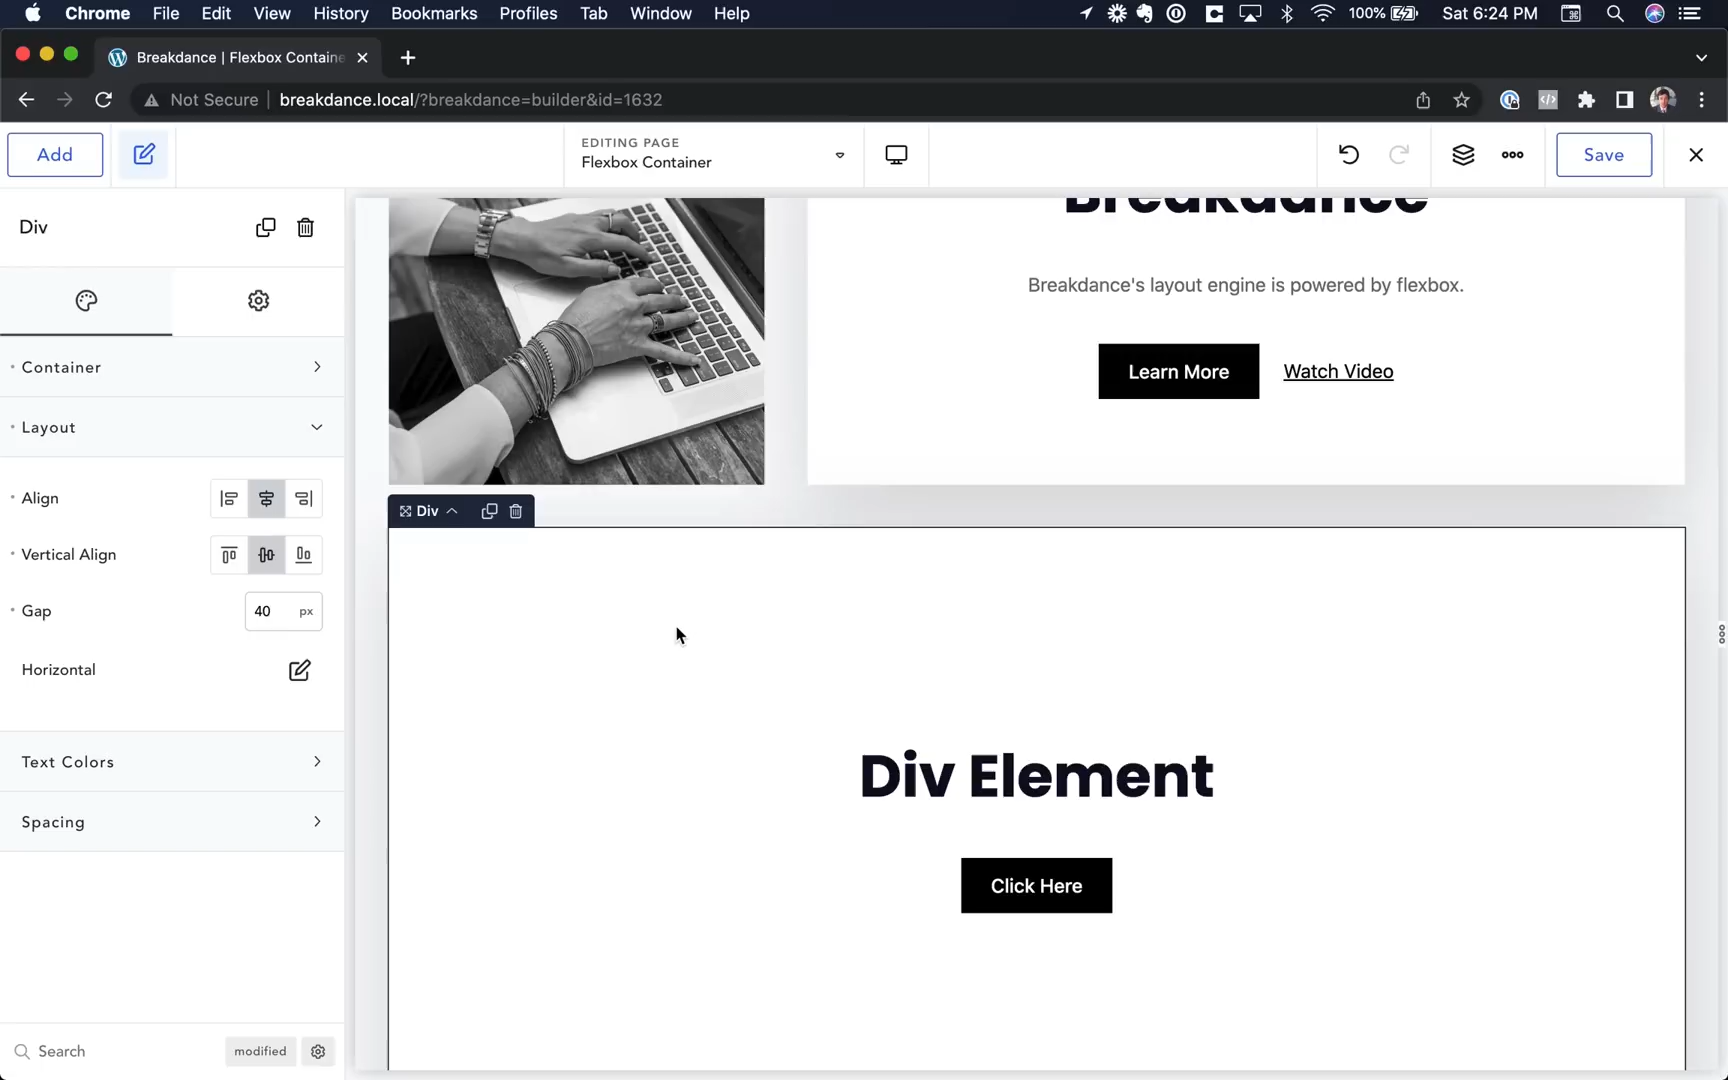 Chrome File Edit View History Bookmarks Profiles Tab Window Help 100% Sat 6:24 PM
Breakdance | Flexbox Containe
Not Secure | breakdance.local/?breakdance=builder&id=1632
Add
EDITING PAGE
Flexbox Container
Save
Div
Container
Layout
Align
Vertical Align
Gap 40 px
Horizontal
Text Colors
Spacing
Search modified
Breakdance
Breakdance's layout engine is powered by flexbox.
Learn More Watch Video
Div
Div Element
Click Here